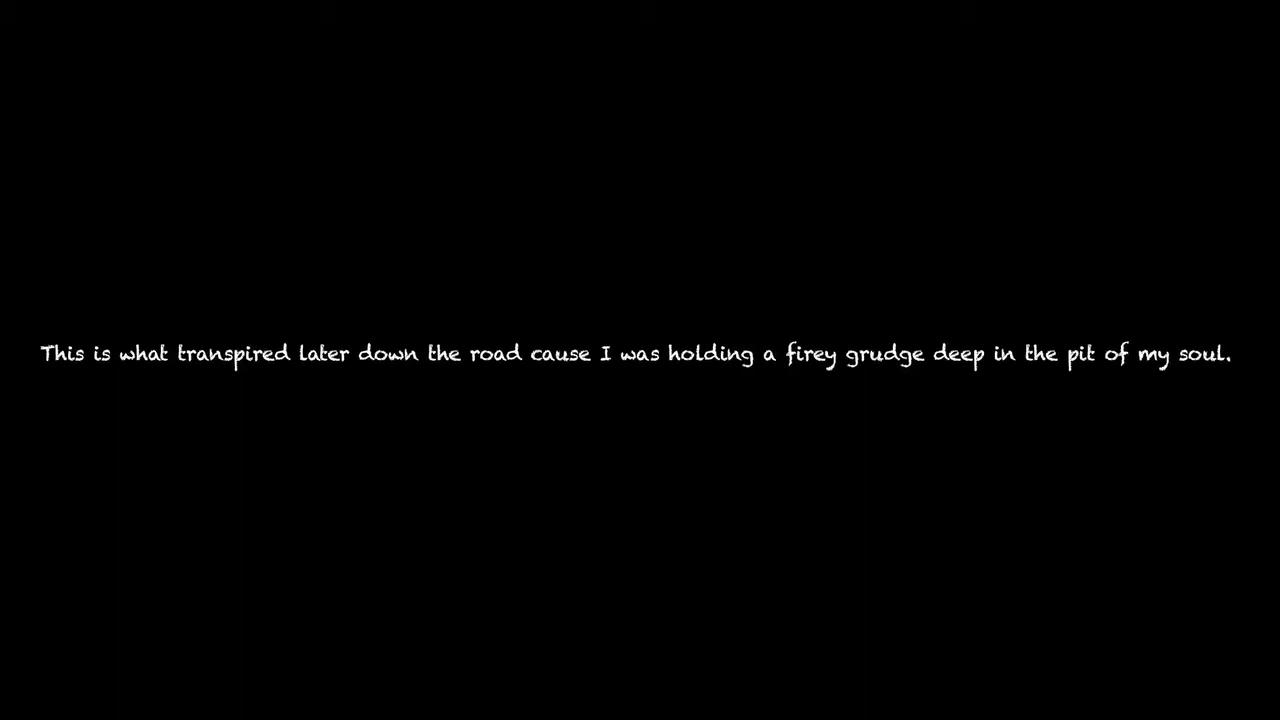 This is what transpired later down the road cause I was holding a firey grudge deep in the pit of my soul.